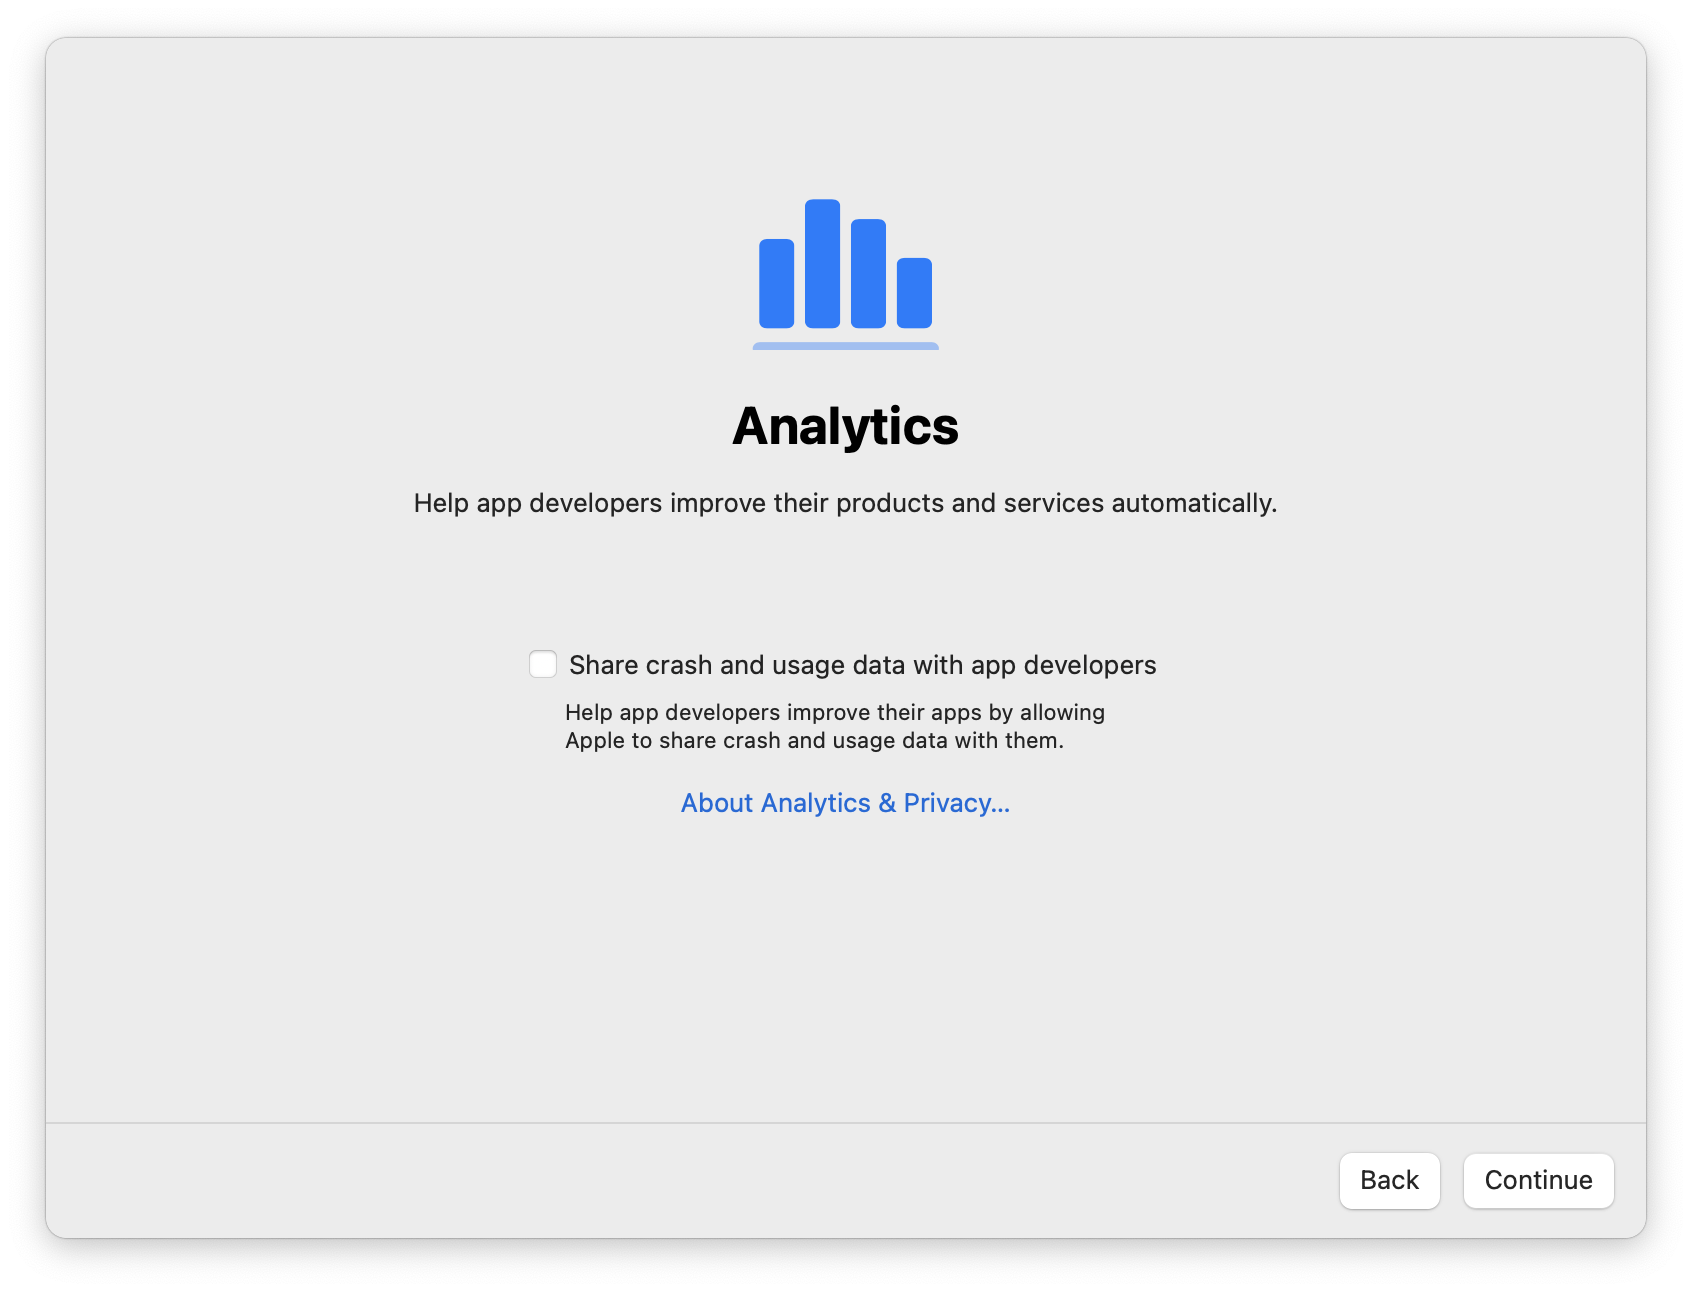 Analytics
Help app developers improve their products and services automatically.
Share crash and usage data with app developers
Help app developers improve their apps by allowing
Apple to share crash and usage data with them.
About Analytics & Privacy...
Back
Continue